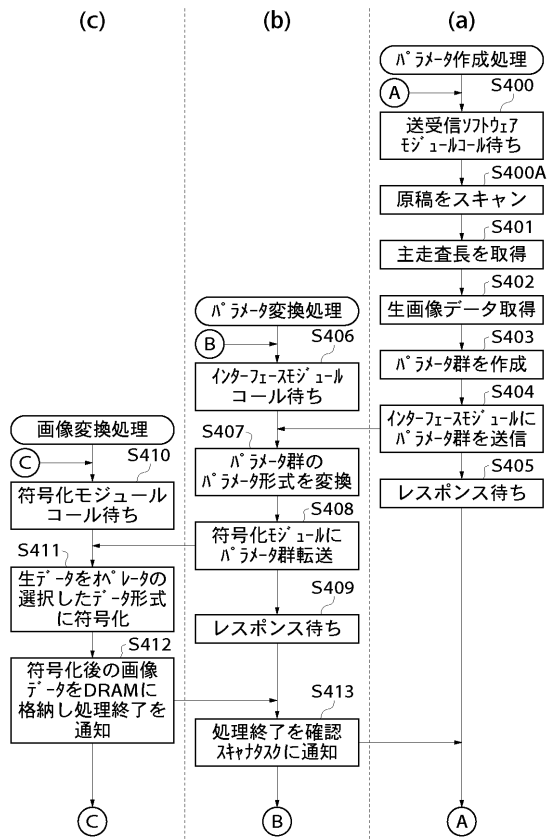 (c)
(b)
(a)
ﾊﾟﾗﾒｰﾀ作成処理
A
S400
送受信ｿﾌﾄｳｪｱ
ﾓｼﾞｭｰﾙｺｰﾙ待ち
S400A
原稿をスキャン
S401
主走査長を取得
S402
生画像データ取得
S403
ﾊﾟﾗﾒｰﾀ群を作成
S404
ｲﾝﾀｰﾌｪｰｽﾓｼﾞｭｰﾙに
ﾊﾟﾗﾒｰﾀ群を送信
S405
レスポンス待ち
A
ﾊﾟﾗﾒｰﾀ変換処理
B
S406
ｲﾝﾀｰﾌｪｰｽﾓｼﾞｭｰﾙ
コール待ち
S407
ﾊﾟﾗﾒｰﾀ群の
ﾊﾟﾗﾒｰﾀ形式を変換
S408
符号化ﾓｼﾞｭｰﾙに
ﾊﾟﾗﾒｰﾀ群転送
S409
レスポンス待ち
S413
処理終了を確認
ｽｷｬﾅﾀｽｸに通知
B
画像変換処理
C
S410
符号化モジュール
コール待ち
S411
生データをｵﾍﾟﾚｰﾀの
選択したデータ形式
に符号化
S412
符号化後の画像
データをDRAMに
格納し処理終了を
通知
C